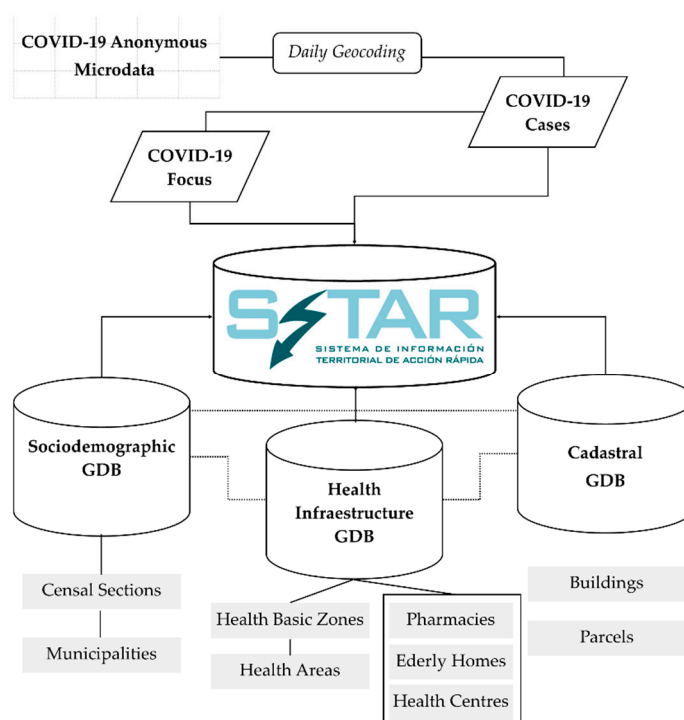 COVID-19 Anonymous
Microdata
Daily Geocoding
COVID-19
Cases
COVID-19
Focus
SITAR
SISTEMA DE INFORMACIÓN
TERRITORIAL DE ACCIÓN RÁPIDA
Sociodemographic
GDB
Health
Infraestructure
GDB
Cadastral
GDB
Censal Sections
Municipalities
Health Basic Zones
Health Areas
Pharmacies
Ederly Homes
Health Centres
Buildings
Parcels